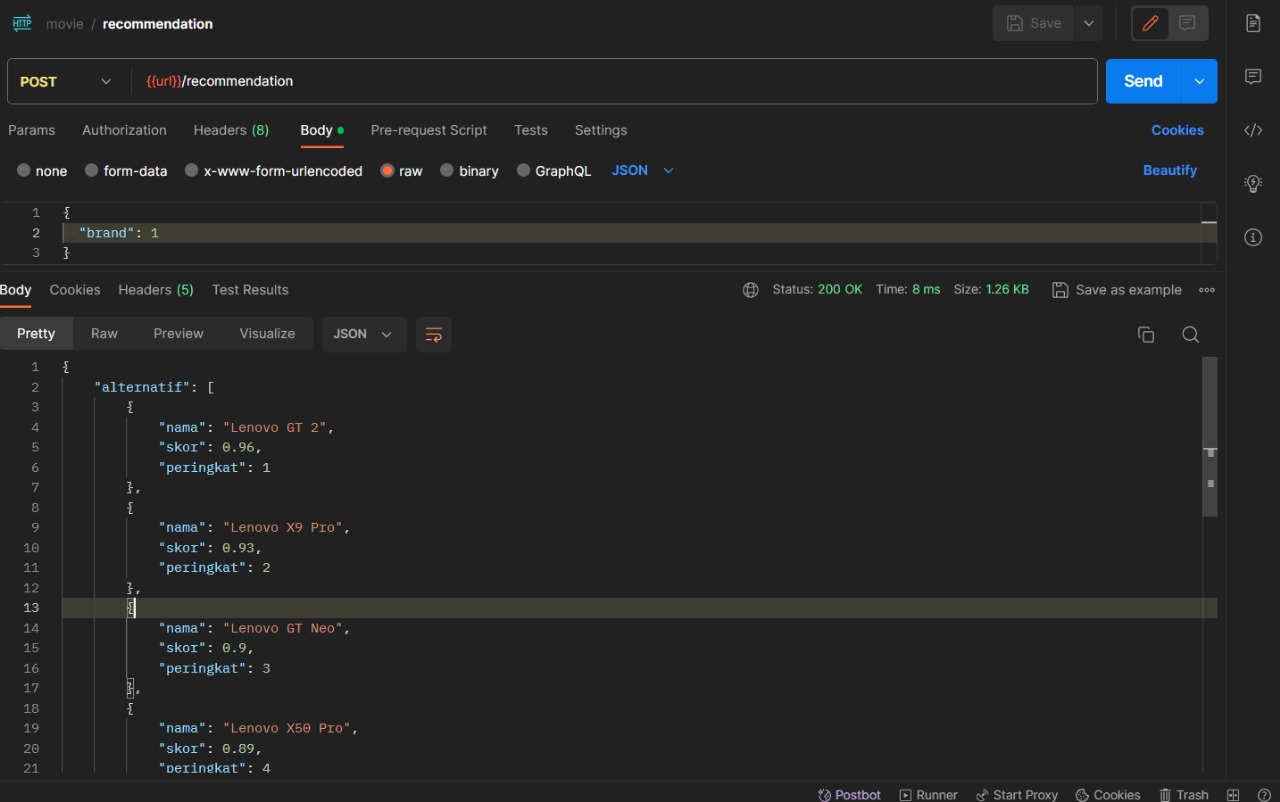 HTTP movie / recommendation Save
POST {{url}}/recommendation Send
Params Authorization Headers (8) Body Pre-request Script Tests Settings Cookies
none form-data x-www-form-urlencoded raw binary GraphQL JSON Beautify
1 {
2 "brand": 1
3 }
Body Cookies Headers (5) Test Results Status: 200 OK Time: 8 ms Size: 1.26 KB Save as example
Pretty Raw Preview Visualize JSON
1 {
2 "alternatif": [
3 {
4 "nama": "Lenovo GT 2",
5 "skor": 0.96,
6 "peringkat": 1
7 },
8 {
9 "nama": "Lenovo X9 Pro",
10 "skor": 0.93,
11 "peringkat": 2
12 },
13 {
14 "nama": "Lenovo GT Neo",
15 "skor": 0.9,
16 "peringkat": 3
17 },
18 {
19 "nama": "Lenovo X50 Pro",
20 "skor": 0.89,
21 "peringkat": 4
Postbot Runner Start Proxy Cookies Trash